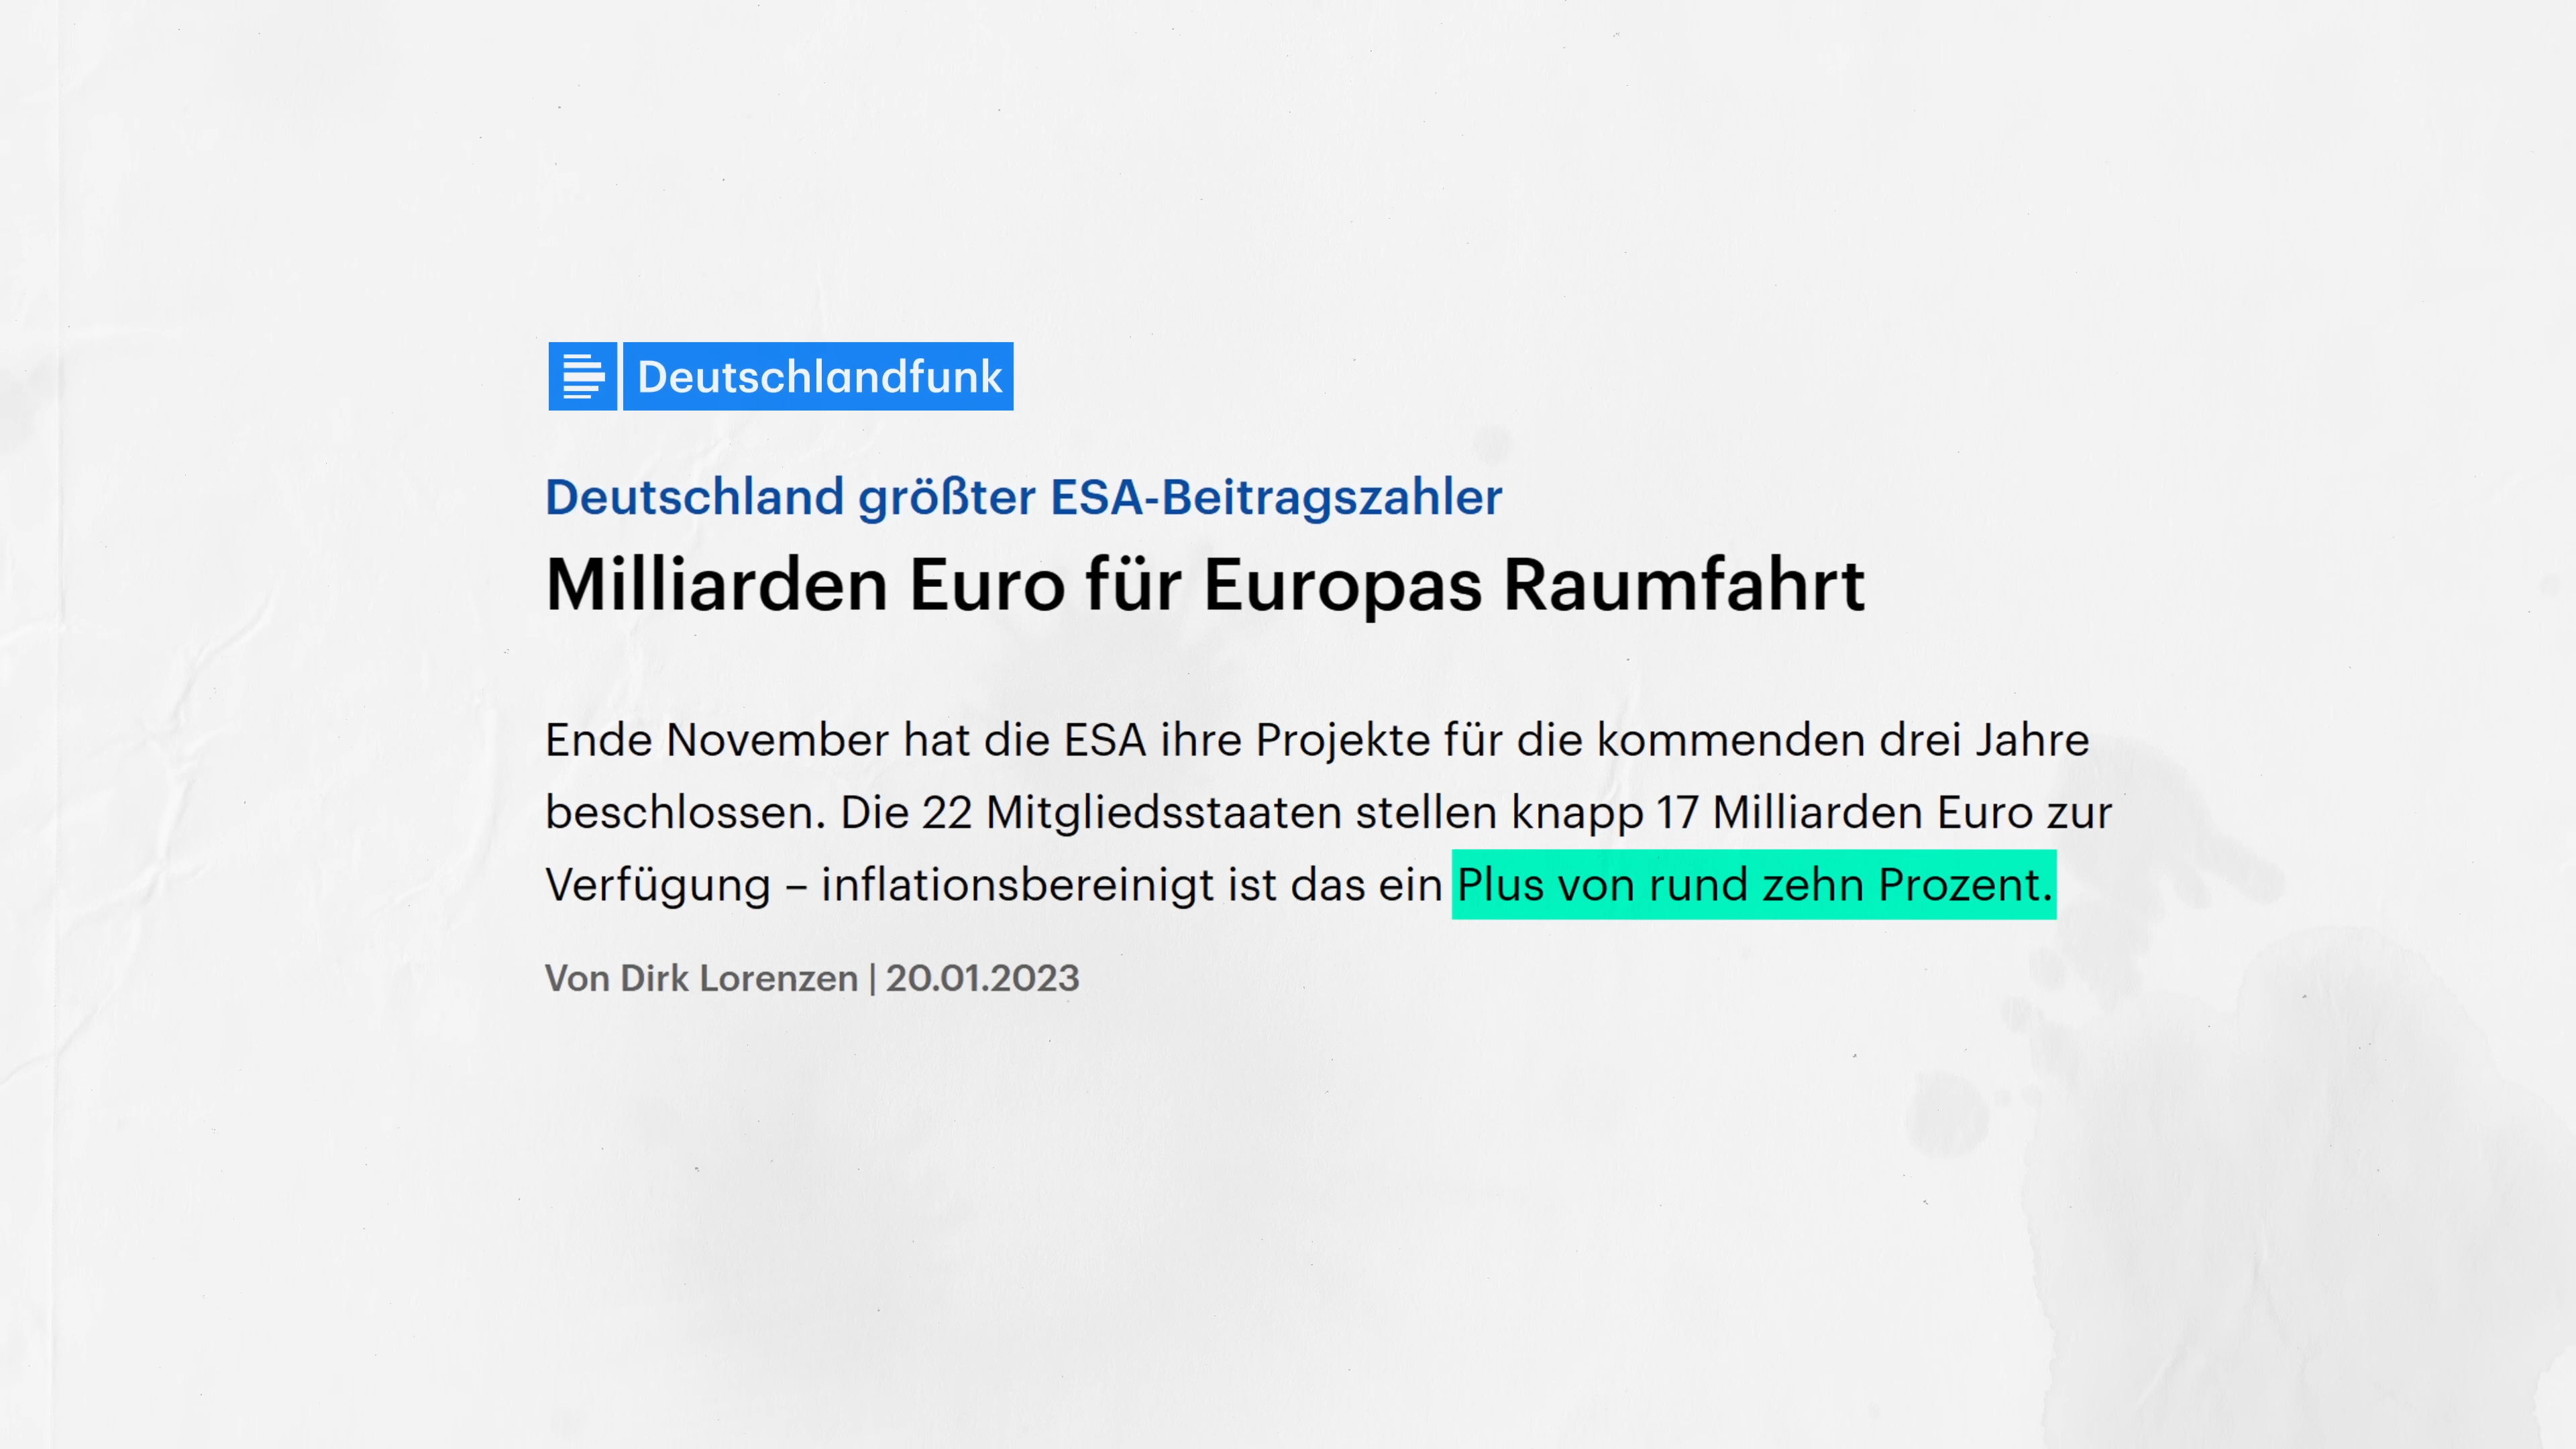 Deutschlandfunk
Deutschland größter ESA-Beitragszahler
Milliarden Euro für Europas Raumfahrt
Ende November hat die ESA ihre Projekte für die kommenden drei Jahre
beschlossen. Die 22 Mitgliedsstaaten stellen knapp 17 Milliarden Euro zur
Verfügung – inflationsbereinigt ist das ein Plus von rund zehn Prozent.
Von Dirk Lorenzen | 20.01.2023